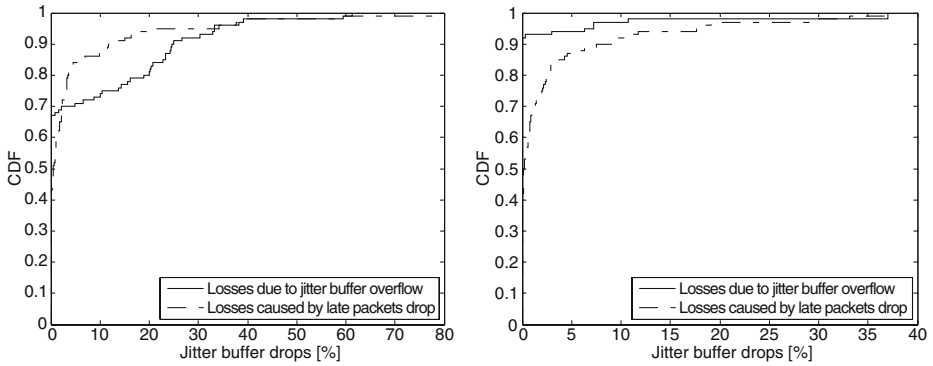 1
0.9
0.8
0.7
0.6
0.5
0.4
0.3
0.2
0.1
0
CDF
0 10 20 30 40 50 60 70 80
Jitter buffer drops [%]
Losses due to jitter buffer overflow
Losses caused by late packets drop
1
0.9
0.8
0.7
0.6
0.5
0.4
0.3
0.2
0.1
0
CDF
0 5 10 15 20 25 30 35 40
Jitter buffer drops [%]
Losses due to jitter buffer overflow
Losses caused by late packets drop